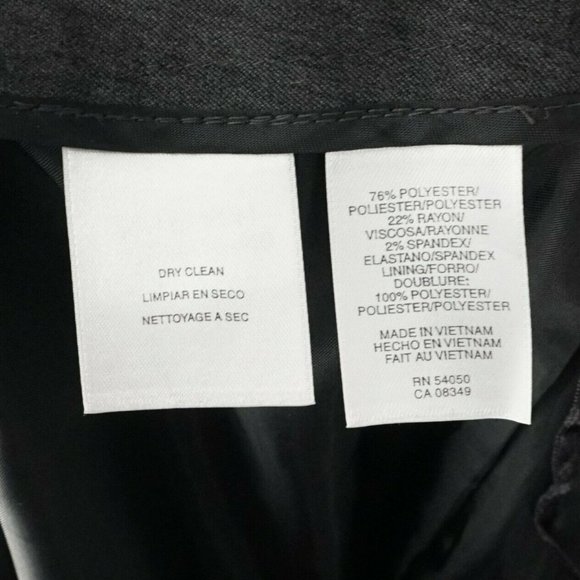 DRY CLEAN
LIMPIAR EN SECO
NETTOYAGE A SEC
76% POLYESTER/
POLIESTER/POLYESTER
22% RAYON/
VISCOSA/RAYONNE
2% SPANDEX/
ELASTANO/SPANDEX
LINING/FORRO/
DOUBLURE:
100% POLYESTER/
POLIESTER/POLYESTER
MADE IN VIETNAM
HECHO EN VIETNAM
FAIT AU VIETNAM
RN 54050
CA 08349